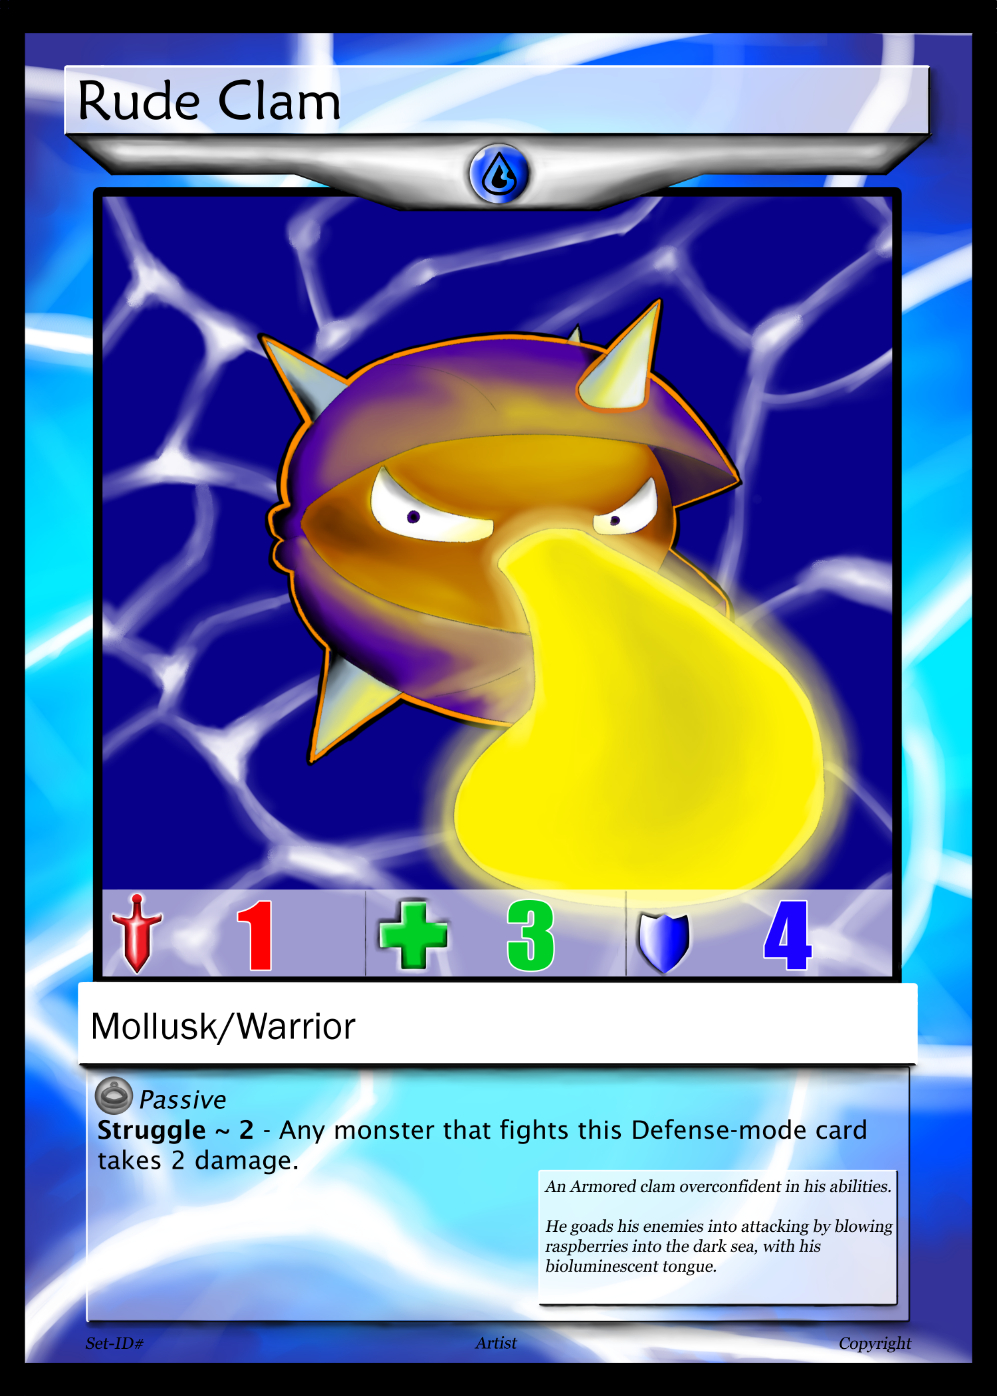 Rude Clam
1
3
4
Mollusk/Warrior
Passive
Struggle ~ 2 - Any monster that fights this Defense-mode card
takes 2 damage.
An Armored clam overconfident in his abilities.
He goads his enemies into attacking by blowing
raspberries into the dark sea, with his
bioluminescent tongue.
Set-ID#
Artist
Copyright